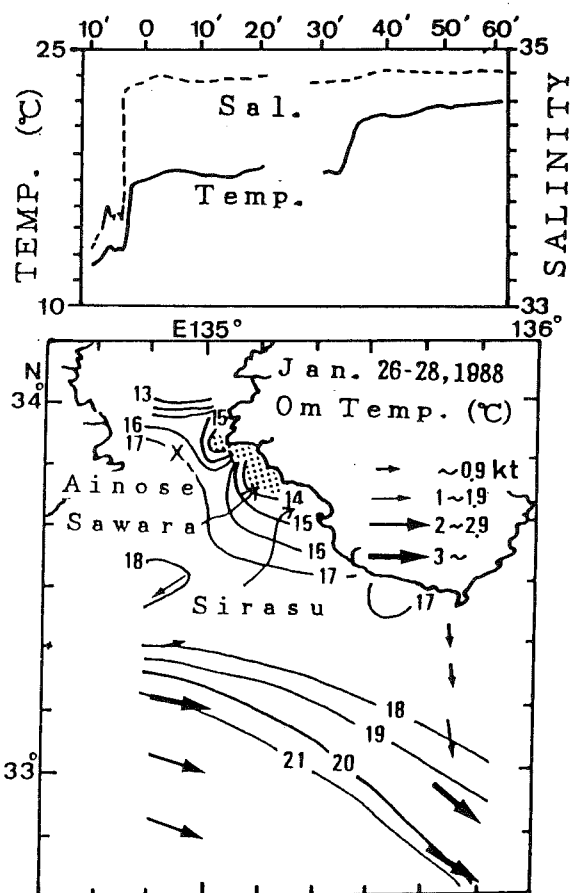 10' 0 10' 20' 30' 40' 50' 60'
25 35
TEMP. (°C)
Sal.
Temp.
SALINITY
10 33
E135° 136°
N
34°
Jan. 26-28,1988
0m Temp. (°C)
13
15
16
17
X
Ainose
Sawara
14
15
16
17
~0.9 kt
1~1.9
2~2.9
3~
18
Sirasu
17
18
19
20
21
33°